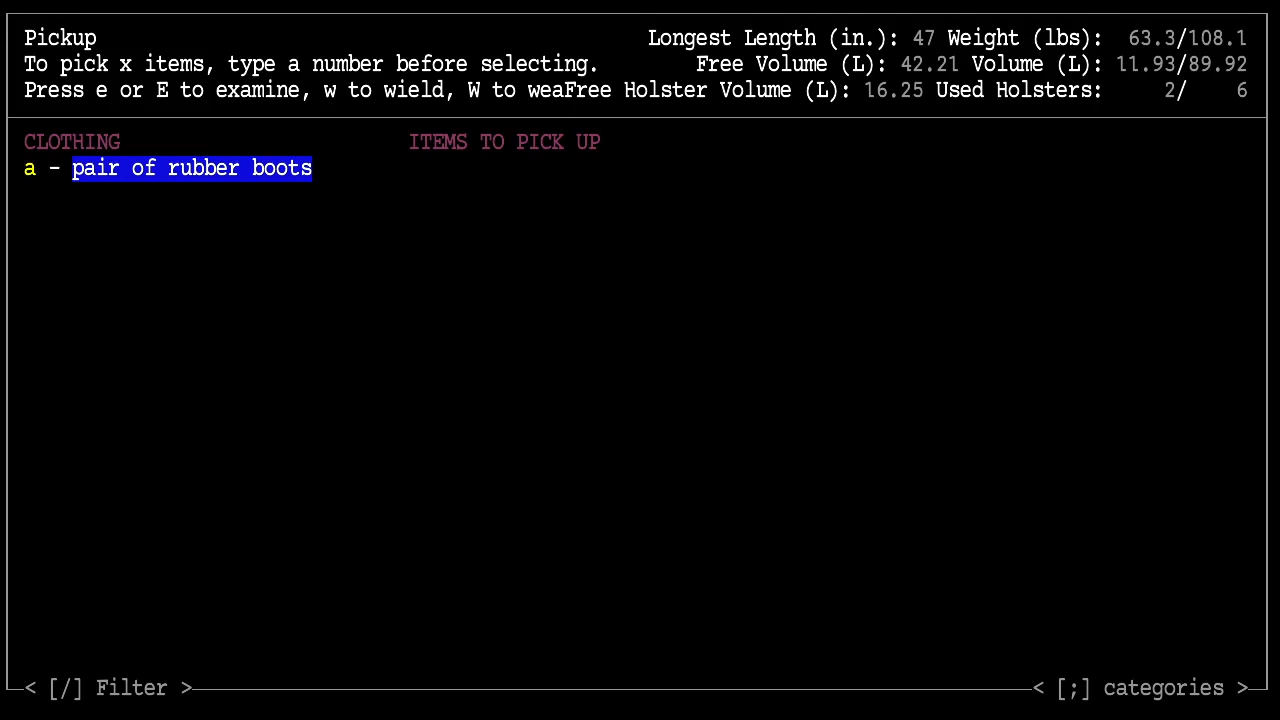 Pickup Longest Length (in.): 47 Weight (lbs): 63.3/108.1
To pick x items, type a number before selecting. Free Volume (L): 42.21 Volume (L): 11.93/89.92
Press e or E to examine, w to wield, W to weaFree Holster Volume (L): 16.25 Used Holsters: 2/ 6
CLOTHING ITEMS TO PICK UP
a - pair of rubber boots
< [/] Filter > < [;] categories >